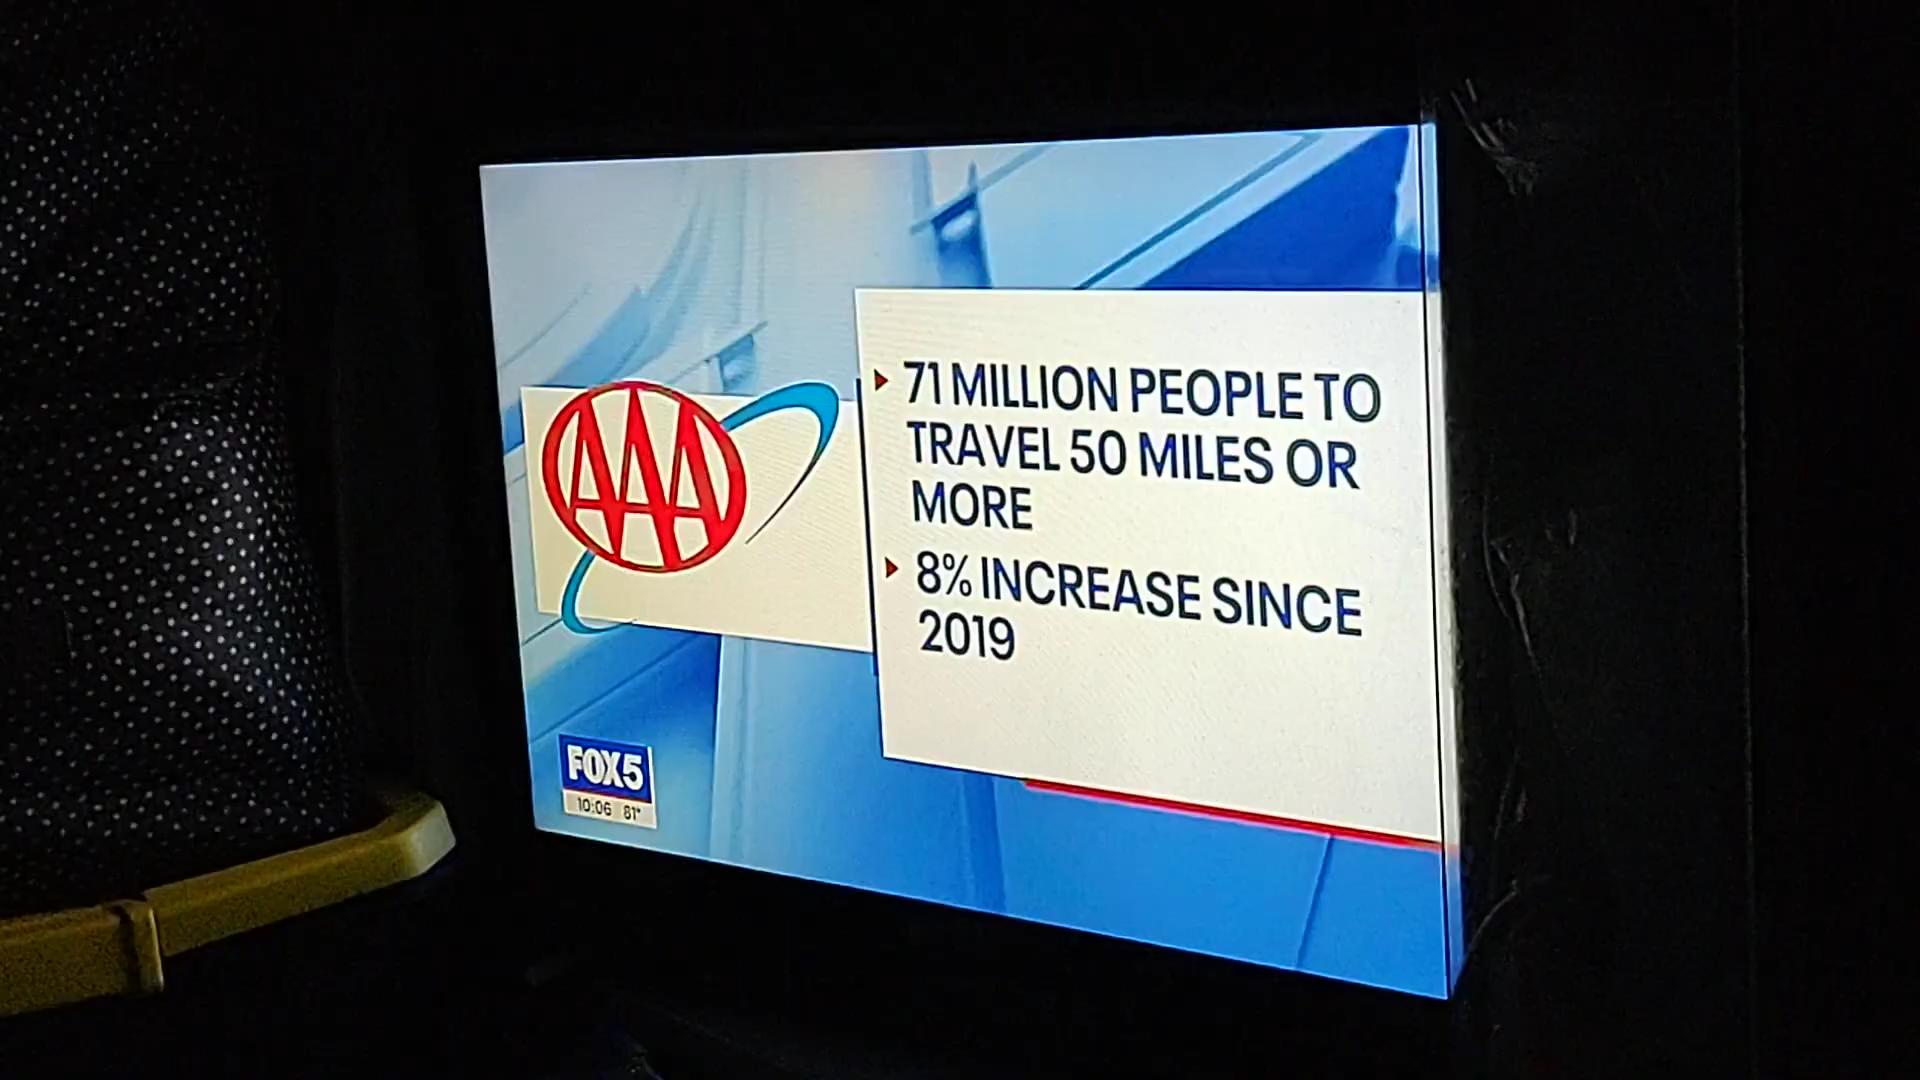 AAA
71 MILLION PEOPLE TO
TRAVEL 50 MILES OR
MORE
8% INCREASE SINCE
2019
FOX5
10:06 81°